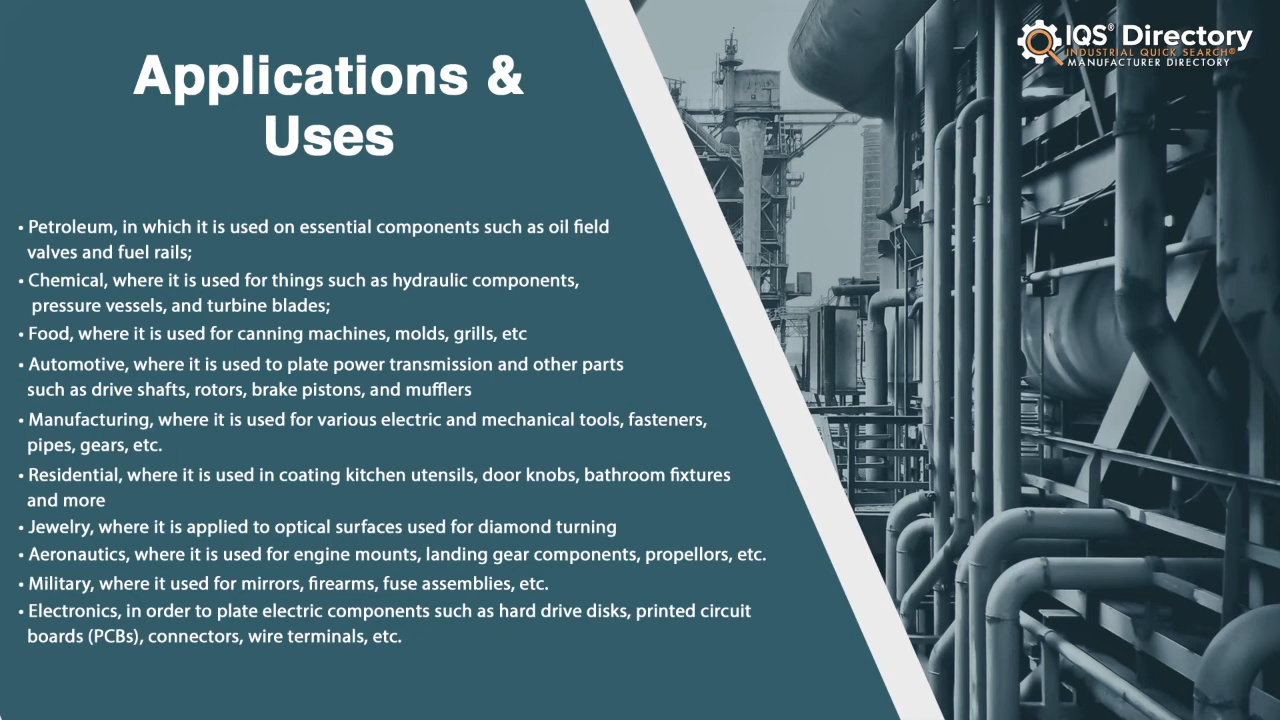 IQS® Directory
INDUSTRIAL QUICK SEARCH®
MANUFACTURER DIRECTORY
Applications &
Uses
• Petroleum, in which it is used on essential components such as oil field
valves and fuel rails;
• Chemical, where it is used for things such as hydraulic components,
pressure vessels, and turbine blades;
• Food, where it is used for canning machines, molds, grills, etc
• Automotive, where it is used to plate power transmission and other parts
such as drive shafts, rotors, brake pistons, and mufflers
• Manufacturing, where it is used for various electric and mechanical tools, fasteners,
pipes, gears, etc.
• Residential, where it is used in coating kitchen utensils, door knobs, bathroom fixtures
and more
• Jewelry, where it is applied to optical surfaces used for diamond turning
• Aeronautics, where it is used for engine mounts, landing gear components, propellors, etc.
• Military, where it used for mirrors, firearms, fuse assemblies, etc.
• Electronics, in order to plate electric components such as hard drive disks, printed circuit
boards (PCBs), connectors, wire terminals, etc.